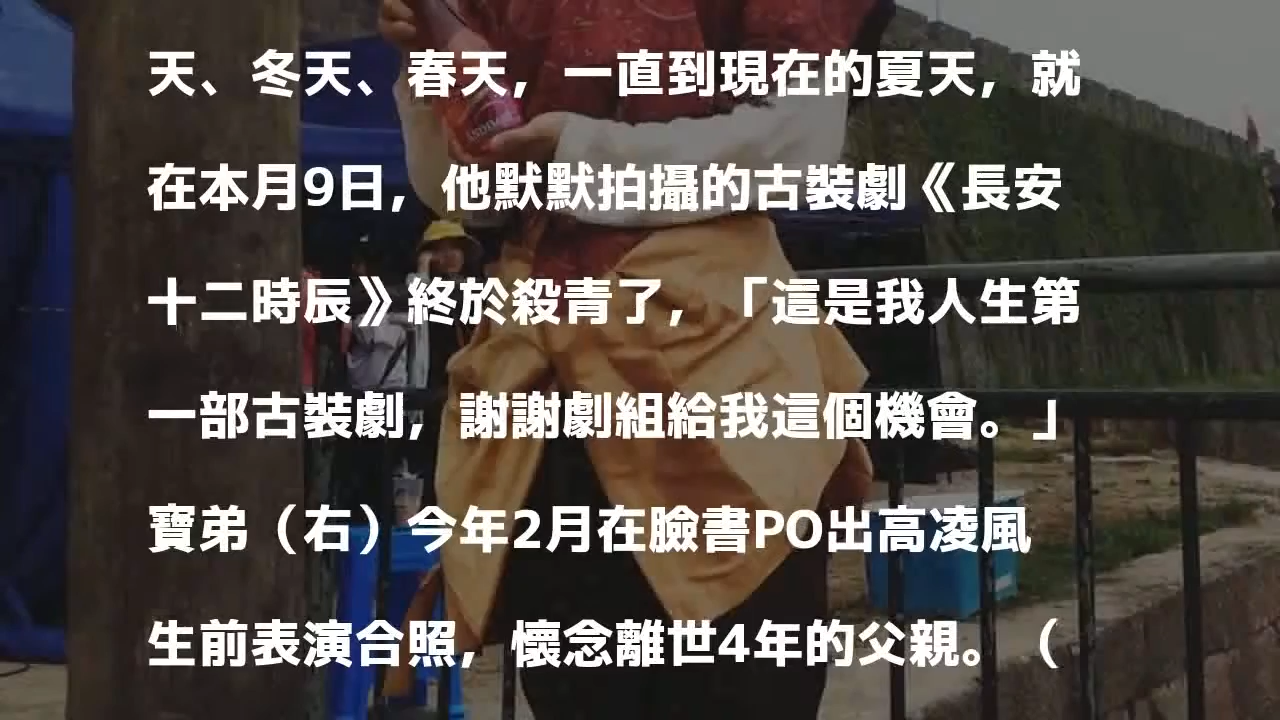 天、冬天、春天，一直到現在的夏天，就
在本月9日，他默默拍攝的古裝劇《長安
十二時辰》終於殺青了，「這是我人生第
一部古裝劇，謝謝劇組給我這個機會。」
寶弟（右）今年2月在臉書PO出高凌風
生前表演合照，懷念離世4年的父親。（